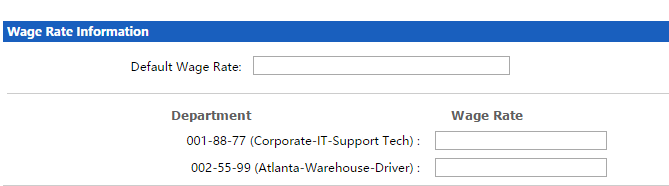 Wage Rate Information
Default Wage Rate:
Department Wage Rate
001-88-77 (Corporate-IT-Support Tech) :
002-55-99 (Atlanta-Warehouse-Driver) :